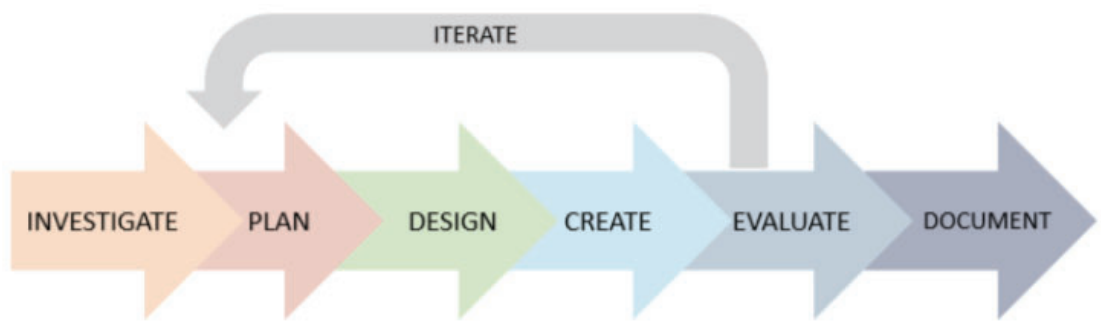 ITERATE
INVESTIGATE
PLAN
DESIGN
CREATE
EVALUATE
DOCUMENT